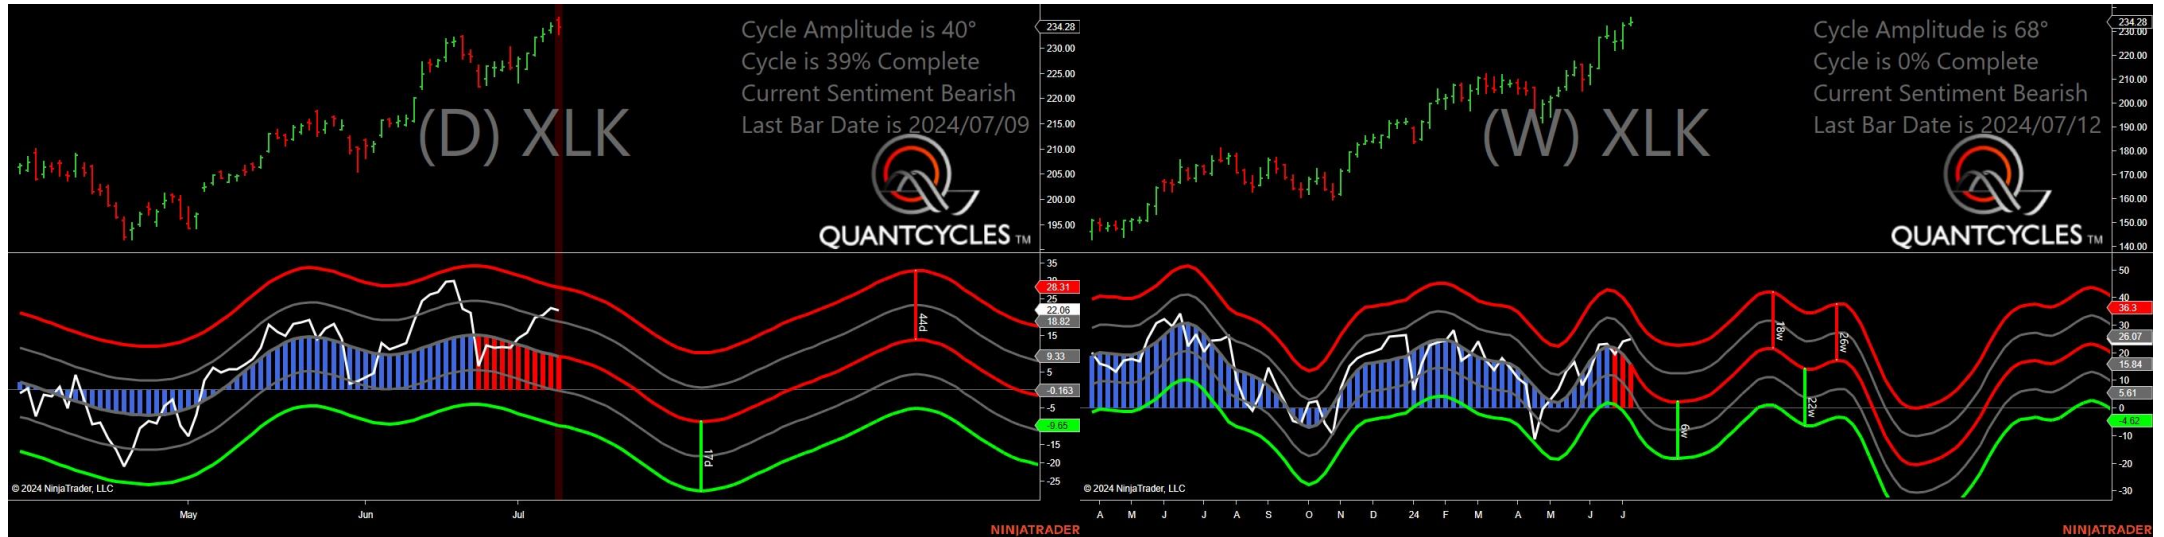 Cycle Amplitude is 40°
Cycle is 39% Complete
Current Sentiment Bearish
Last Bar Date is 2024/07/09
(D) XLK
QUANTCYCLES TM
234.28
230.00
225.00
220.00
215.00
210.00
205.00
200.00
195.00
35
28.31
25
22.06
18.82
15
9.33
5
-0.163
-5
-9.65
-15
-20
-25
44d
17d
© 2024 NinjaTrader, LLC
May
Jun
Jul
NINJATRADER
Cycle Amplitude is 68°
Cycle is 0% Complete
Current Sentiment Bearish
Last Bar Date is 2024/07/12
(W) XLK
QUANTCYCLES TM
234.28
230.00
220.00
210.00
200.00
190.00
180.00
170.00
160.00
150.00
140.00
50
40
36.3
30
26.07
20
15.84
10
5.61
0
-4.62
-10
-20
-30
18w
26w
22w
6w
© 2024 NinjaTrader, LLC
A M J J A S O N D 24 F M A M J J
NINJATRADER